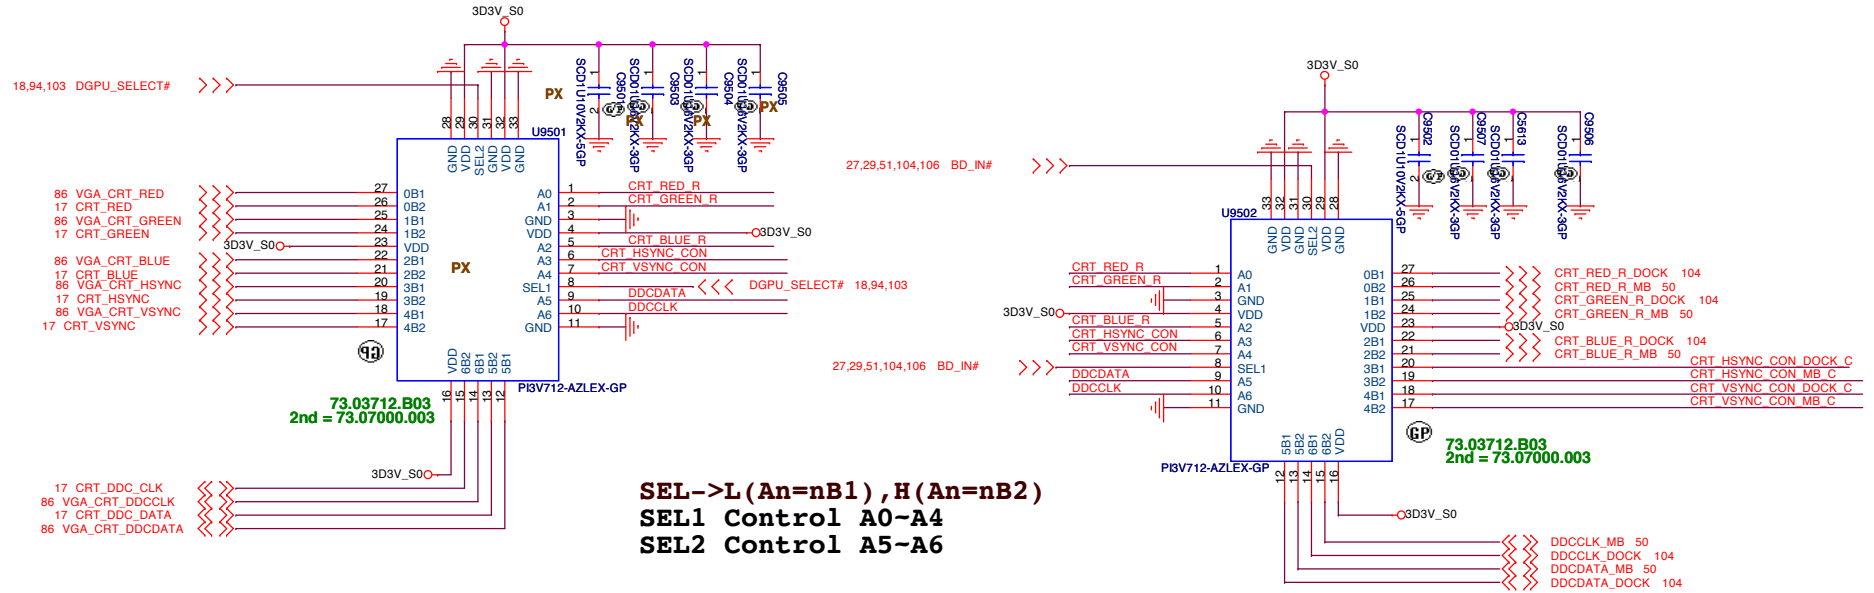 3D3V_S0
18,94,103 DGPU_SELECT#
PX
SCD1U10V2KX-5GP
1
2
C9503
1
PX
C9504
1
PX
C9505
1
PX
28
29
30
31
32
33
U9501
GND
VDD
SEL2
GND
VDD
GND
86 VGA_CRT_RED
17 CRT_RED
86 VGA_CRT_GREEN
17 CRT_GREEN
3D3V_S0
86 VGA_CRT_BLUE
17 CRT_BLUE
86 VGA_CRT_HSYNC
17 CRT_HSYNC
86 VGA_CRT_VSYNC
17 CRT_VSYNC
27 0B1
26 0B2
25 1B1
24 1B2
23 VDD
22 2B1
21 2B2
20 3B1
19 3B2
18 4B1
17 4B2
PX
A0 1 CRT_RED_R
A1 2 CRT_GREEN_R
GND 3
VDD 4 3D3V_S0
A2 5 CRT_BLUE_R
A3 6 CRT_HSYNC_CON
A4 7 CRT_VSYNC_CON
SEL1 8 DGPU_SELECT# 18,94,103
A5 9 DDCDATA
A6 10 DDCCLK
GND 11
GP
VDD
6B2
6B1
5B2
5B1
16
15
14
13
12
PI3V712-AZLEX-GP
73.03712.B03
2nd = 73.07000.003
3D3V_S0
17 CRT_DDC_CLK
86 VGA_CRT_DDCCLK
17 CRT_DDC_DATA
86 VGA_CRT_DDCDATA
SEL->L(An=nB1),H(An=nB2)
SEL1 Control A0~A4
SEL2 Control A5~A6
3D3V_S0
27,29,51,104,106 BD_IN#
C9502
SCD1U10V2KX-5GP
1
2
C9507
1
C5613
1
C9506
1
33
32
31
30
29
28
U9502
GND
VDD
GND
SEL2
VDD
GND
CRT_RED_R 1 A0
CRT_GREEN_R 2 A1
3 GND
3D3V_S0 4 VDD
CRT_BLUE_R 5 A2
CRT_HSYNC_CON 6 A3
CRT_VSYNC_CON 7 A4
27,29,51,104,106 BD_IN# 8 SEL1
DDCDATA 9 A5
DDCCLK 10 A6
11 GND
0B1 27 CRT_RED_R_DOCK 104
0B2 26 CRT_RED_R_MB 50
1B1 25 CRT_GREEN_R_DOCK 104
1B2 24 CRT_GREEN_R_MB 50
VDD 23 3D3V_S0
2B1 22 CRT_BLUE_R_DOCK 104
2B2 21 CRT_BLUE_R_MB 50
3B1 20 CRT_HSYNC_CON_DOCK_C
3B2 19 CRT_HSYNC_CON_MB_C
4B1 18 CRT_VSYNC_CON_DOCK_C
4B2 17 CRT_VSYNC_CON_MB_C
GP
73.03712.B03
2nd = 73.07000.003
5B1
5B2
6B1
6B2
VDD
PI3V712-AZLEX-GP
12
13
14
15
16
3D3V_S0
DDCCLK_MB 50
DDCCLK_DOCK 104
DDCDATA_MB 50
DDCDATA_DOCK 104